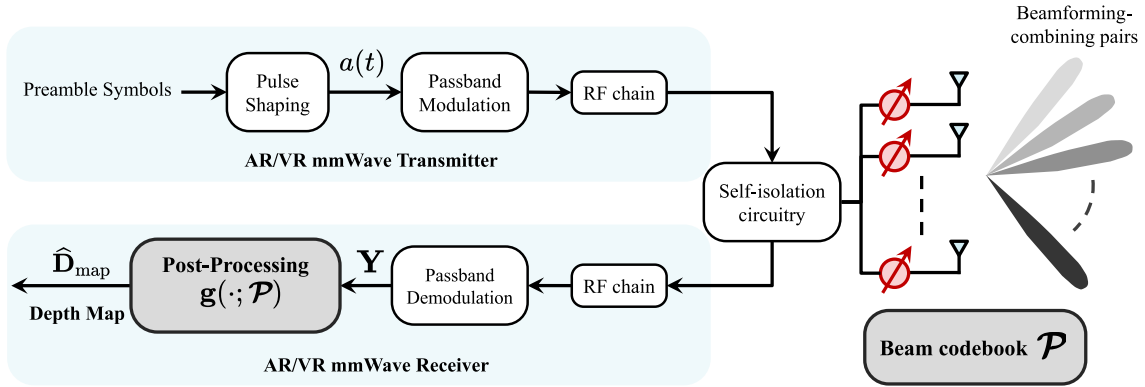 Beamforming-
combining pairs
Preamble Symbols
Pulse
Shaping
a(t)
Passband
Modulation
RF chain
AR/VR mmWave Transmitter
Self-isolation
circuitry
D̂map
Depth Map
Post-Processing
g(·; P)
Y
Passband
Demodulation
RF chain
AR/VR mmWave Receiver
Beam codebook P